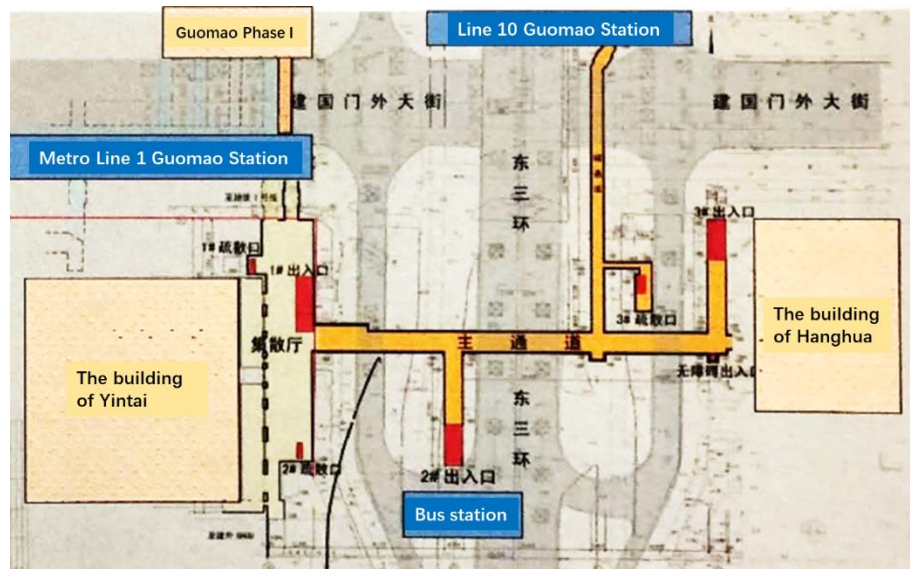 Guomao Phase Ⅰ
Line 10 Guomao Station
建国门外大街
建国门外大街
Metro Line 1 Guomao Station
东三环
3#出入口
1#疏散口
1#出入口
3#疏散口
集散厅
主通道
The building
of Hanghua
The building
of Yintai
无障碍出入口
东三环
2#疏散口
2#出入口
Bus station